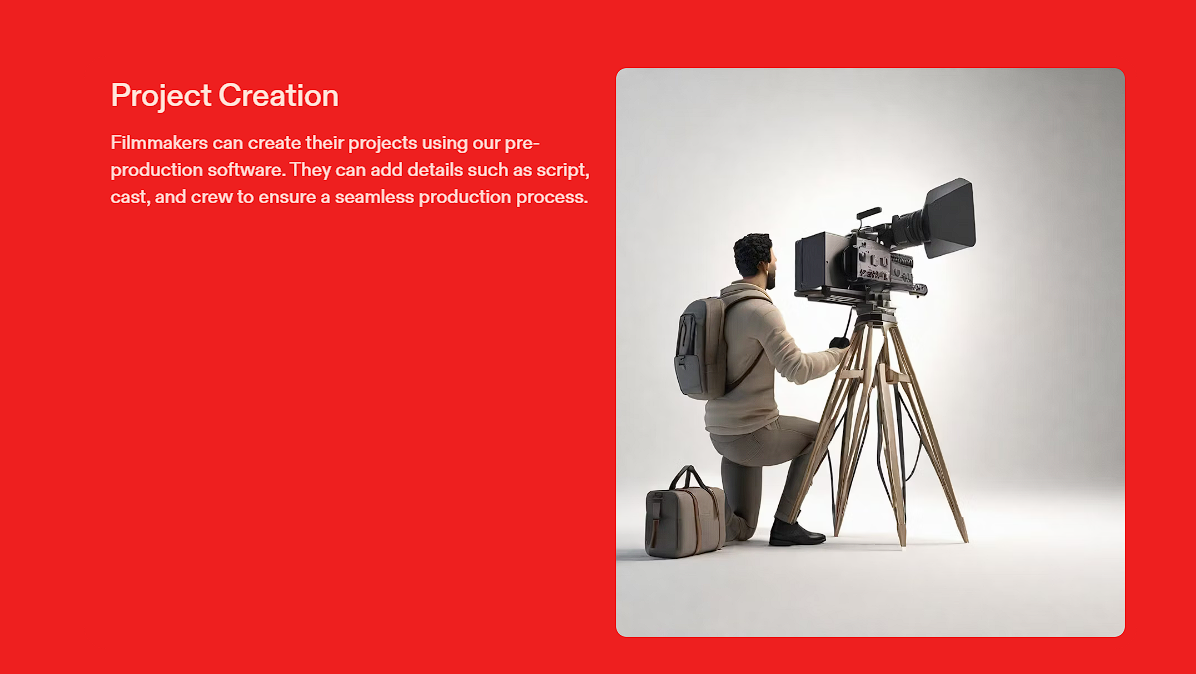 Project Creation
Filmmakers can create their projects using our pre-
production software. They can add details such as script,
cast, and crew to ensure a seamless production process.